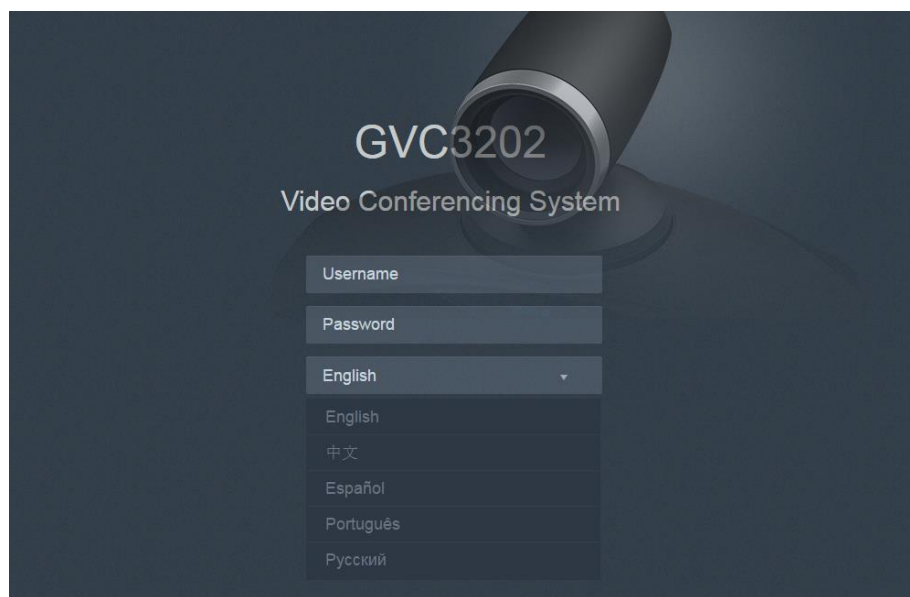 GVC3202
Video Conferencing System
Username
Password
English
English
中文
Español
Português
Русский